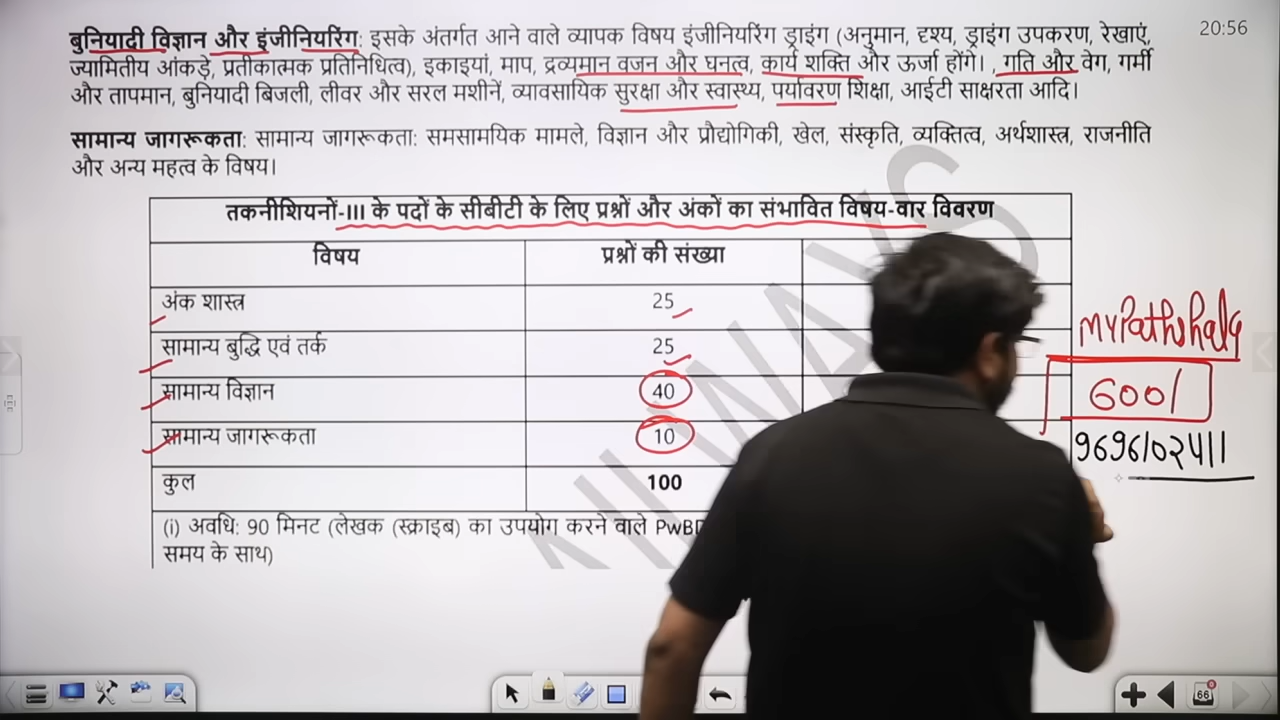 20:56
बुनियादी विज्ञान और इंजीनियरिंग: इसके अंतर्गत आने वाले व्यापक विषय इंजीनियरिंग ड्राइंग (अनुमान, दृश्य, ड्राइंग उपकरण, रेखाएं,
ज्यामितीय आंकड़े, प्रतीकात्मक प्रतिनिधित्व), इकाइयां, माप, द्रव्यमान वजन और घनत्व, कार्य शक्ति और ऊर्जा होंगे। , गति और वेग, गर्मी
और तापमान, बुनियादी बिजली, लीवर और सरल मशीनें, व्यावसायिक सुरक्षा और स्वास्थ्य, पर्यावरण शिक्षा, आईटी साक्षरता आदि।
सामान्य जागरूकता: सामान्य जागरूकता: समसामयिक मामले, विज्ञान और प्रौद्योगिकी, खेल, संस्कृति, व्यक्तित्व, अर्थशास्त्र, राजनीति
और अन्य महत्व के विषय।
तकनीशियनों-III के पदों के सीबीटी के लिए प्रश्नों और अंकों का संभावित विषय-वार विवरण
विषय प्रश्नों की संख्या
अंक शास्त्र 25
सामान्य बुद्धि एवं तर्क 25
सामान्य विज्ञान 40
सामान्य जागरूकता 10
कुल 100
(i) अवधि: 90 मिनट (लेखक (स्क्राइब) का उपयोग करने वाले PwBD
समय के साथ)
MyPathshala
600/
9696102411
66